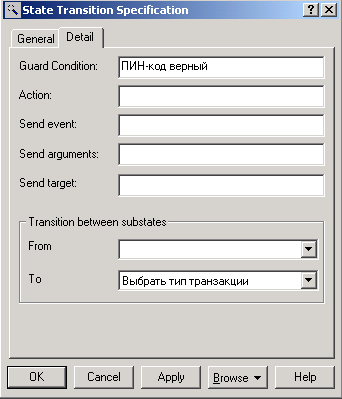 State Transition Specification
General Detail
Guard Condition: ПИН-код верный
Action:
Send event:
Send arguments:
Send target:
Transition between substates
From
To Выбрать тип транзакции
OK Cancel Apply Browse Help